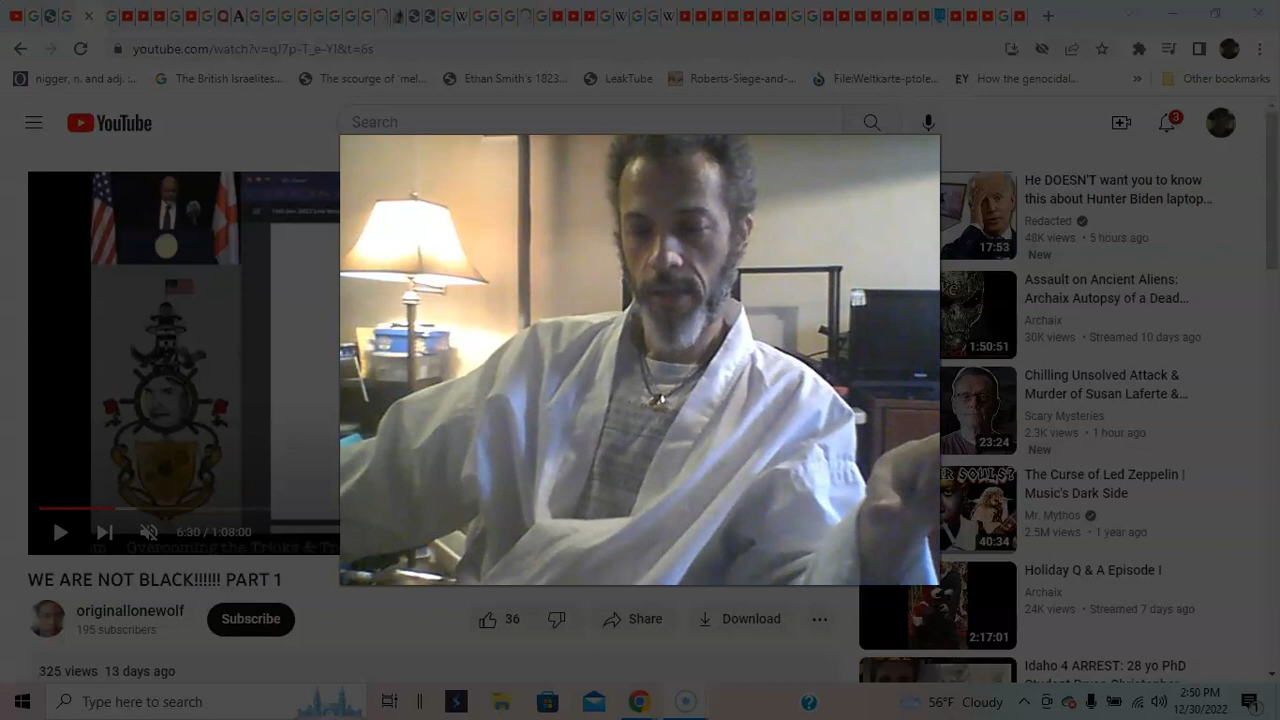 youtube.com/watch?v=qJ7p-T_e-YI&t=6s
nigger, n. and adj. :... The British Israelites... The scourge of 'mel... Ethan Smith's 1823... LeakTube Roberts-Siege-and-... File:Weltkarte-ptole... EY How the genocidal... » Other bookmarks
YouTube
Search
3
He DOESN'T want you to know
this about Hunter Biden laptop...
Redacted
48K views • 5 hours ago
New
17:53
Assault on Ancient Aliens:
Archaix Autopsy of a Dead...
Archaix
30K views • Streamed 10 days ago
1:50:51
Chilling Unsolved Attack &
Murder of Susan Laferte &...
Scary Mysteries
2.3K views • 1 hour ago
New
23:24
The Curse of Led Zeppelin |
Music's Dark Side
Mr. Mythos
2.5M views • 1 year ago
40:34
Holiday Q & A Episode I
Archaix
24K views • Streamed 7 days ago
2:17:01
Idaho 4 ARREST: 28 yo PhD
6:30 / 1:08:00
Overcoming the Tricks & Tr
WE ARE NOT BLACK!!!!!! PART 1
originallonewolf
195 subscribers
Subscribe
36 Share Download
325 views 13 days ago
Type here to search
56°F Cloudy
2:50 PM
12/30/2022